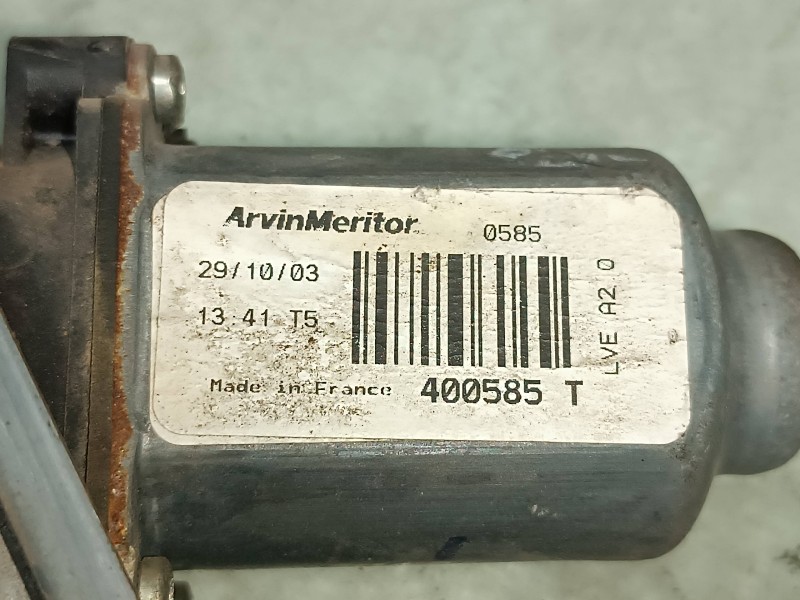 ArvinMeritor
0585
29/10/03
13 41 T5
Made in France
400585 T
LVE A2 0